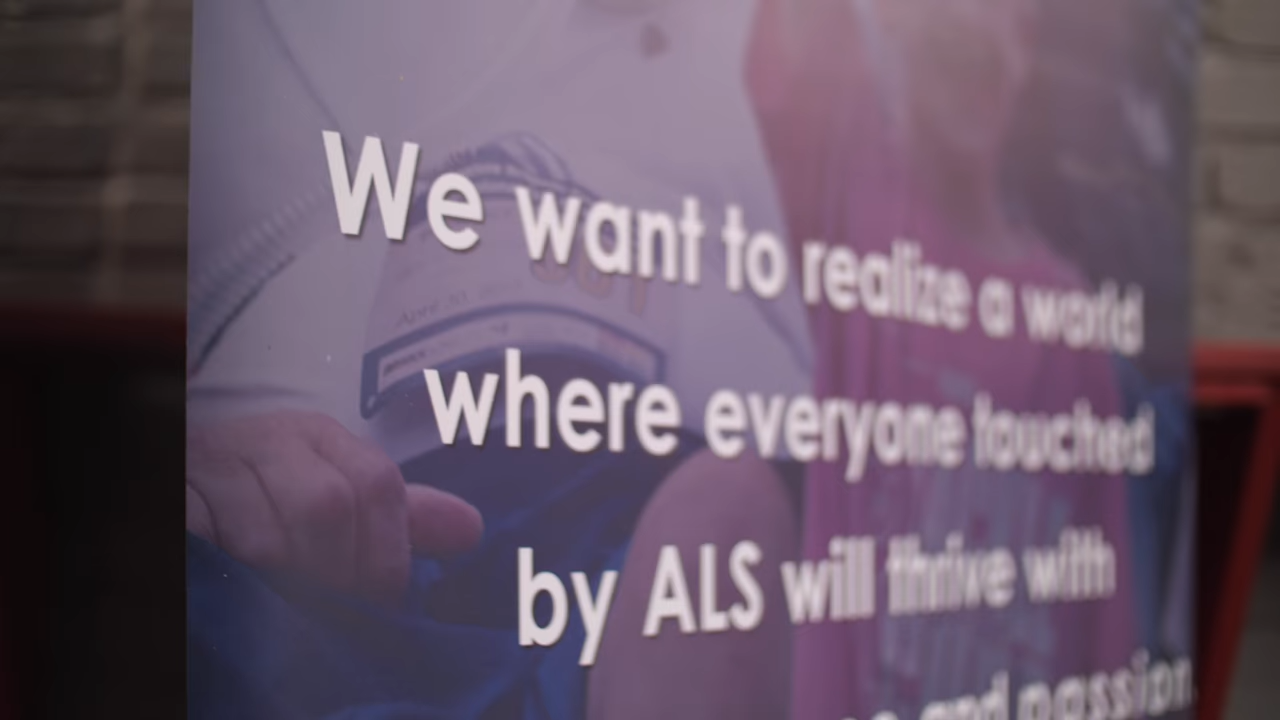 We want to realize a world
where everyone touched
by ALS will thrive with
and passion